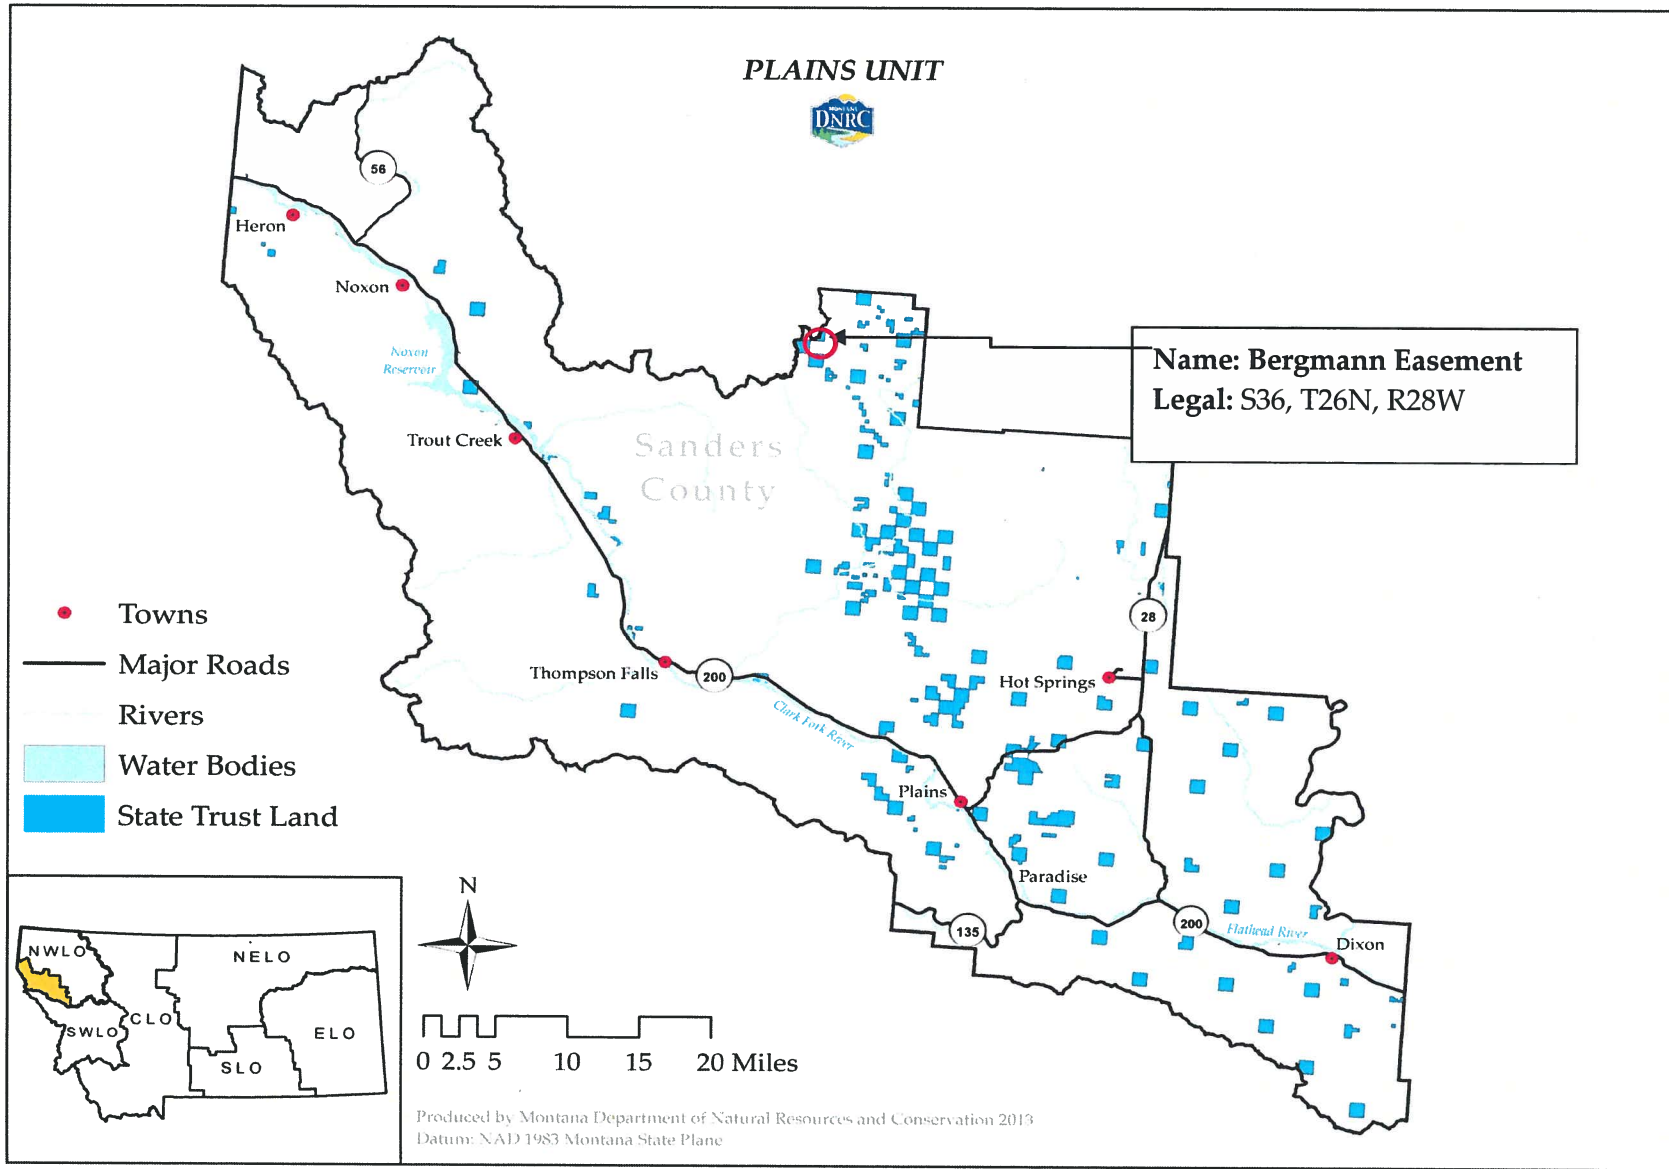 PLAINS UNIT
MONTANA
DNRC
56
Heron
Noxon
Noxon
Reservoir
Trout Creek
Sanders
County
Name: Bergmann Easement
Legal: S36, T26N, R28W
28
Thompson Falls
200
Hot Springs
Clark Fork River
Plains
Paradise
135
200
Flathead River
Dixon
Towns
Major Roads
Rivers
Water Bodies
State Trust Land
N
NWLO
NELO
CLO
SWLO
ELO
SLO
0 2.5 5 10 15 20 Miles
Produced by Montana Department of Natural Resources and Conservation 2013
Datum: NAD 1983 Montana State Plane